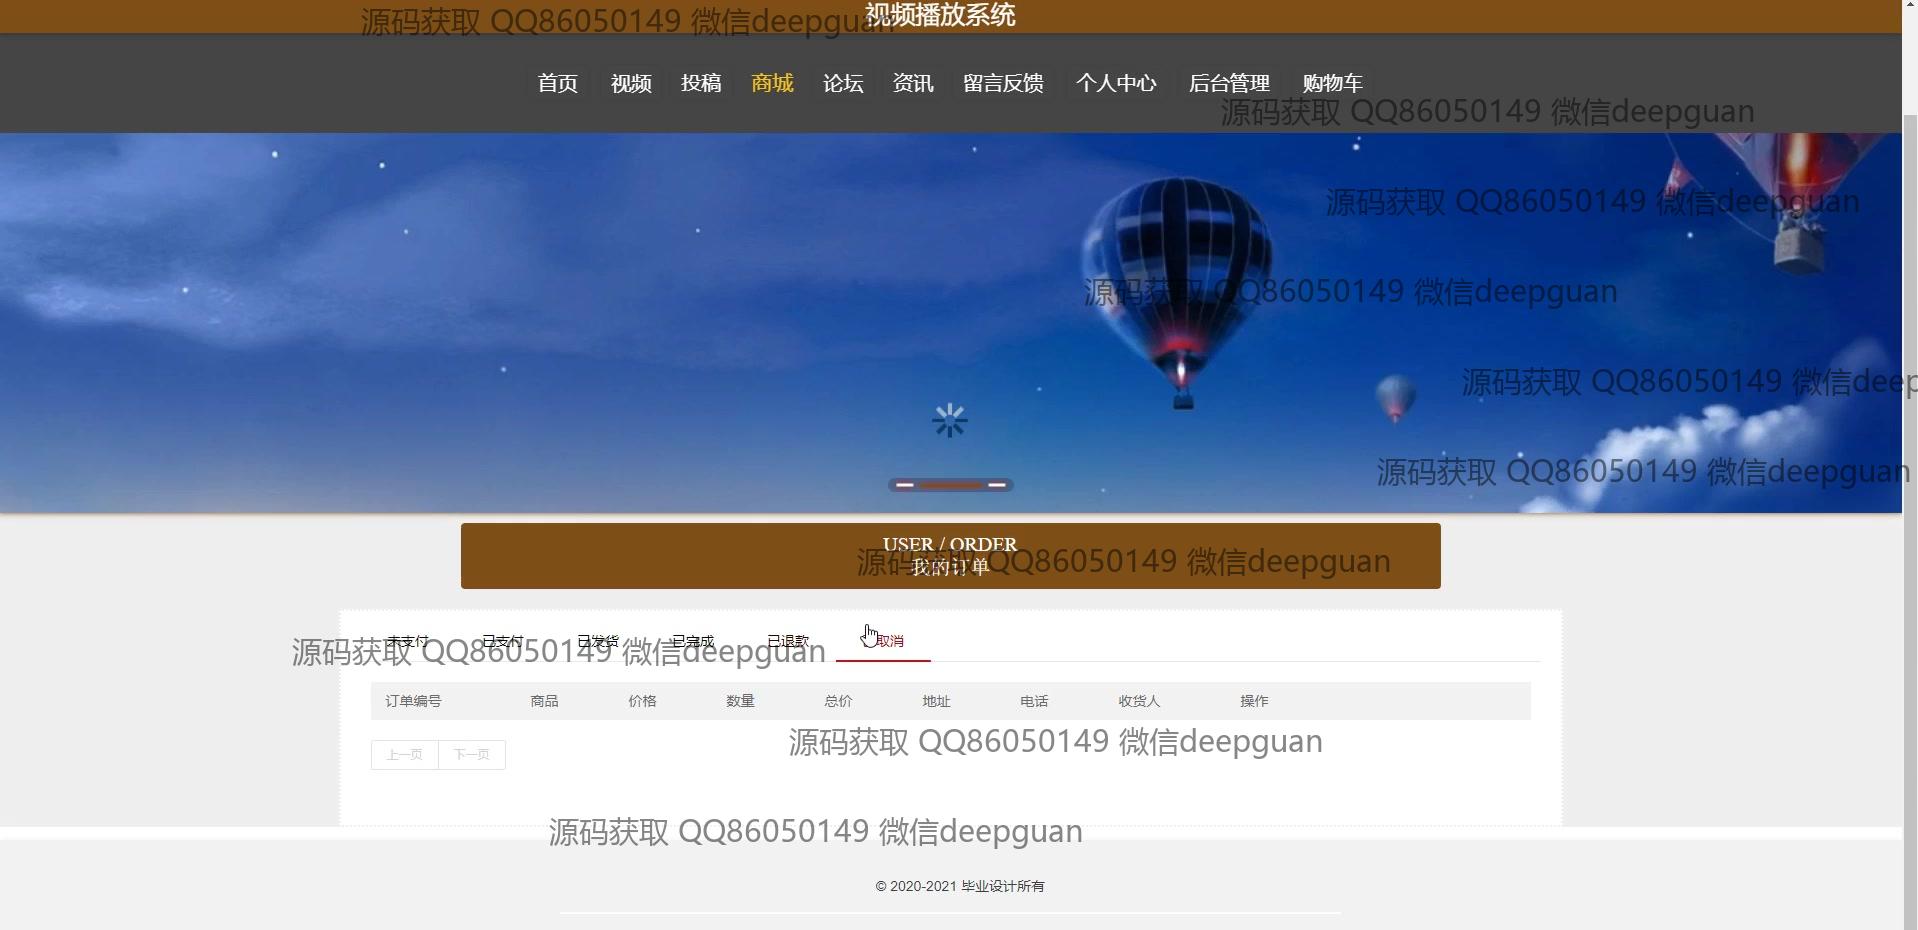 视频播放系统
源码获取 QQ86050149 微信deepguan
首页 视频 投稿 商城 论坛 资讯 留言反馈 个人中心 后台管理 购物车
源码获取 QQ86050149 微信deepguan
源码获取 QQ86050149 微信deepguan
源码获取 QQ86050149 微信deepguan
源码获取 QQ86050149 微信deep
源码获取 QQ86050149 微信deepguan
USER / ORDER
源码获取 QQ86050149 微信deepguan
我的订单
未支付 已支付 已发货 已完成 已退款 取消
源码获取 QQ86050149 微信deepguan
订单编号 商品 价格 数量 总价 地址 电话 收货人 操作
源码获取 QQ86050149 微信deepguan
上一页 下一页
源码获取 QQ86050149 微信deepguan
© 2020-2021 毕业设计所有